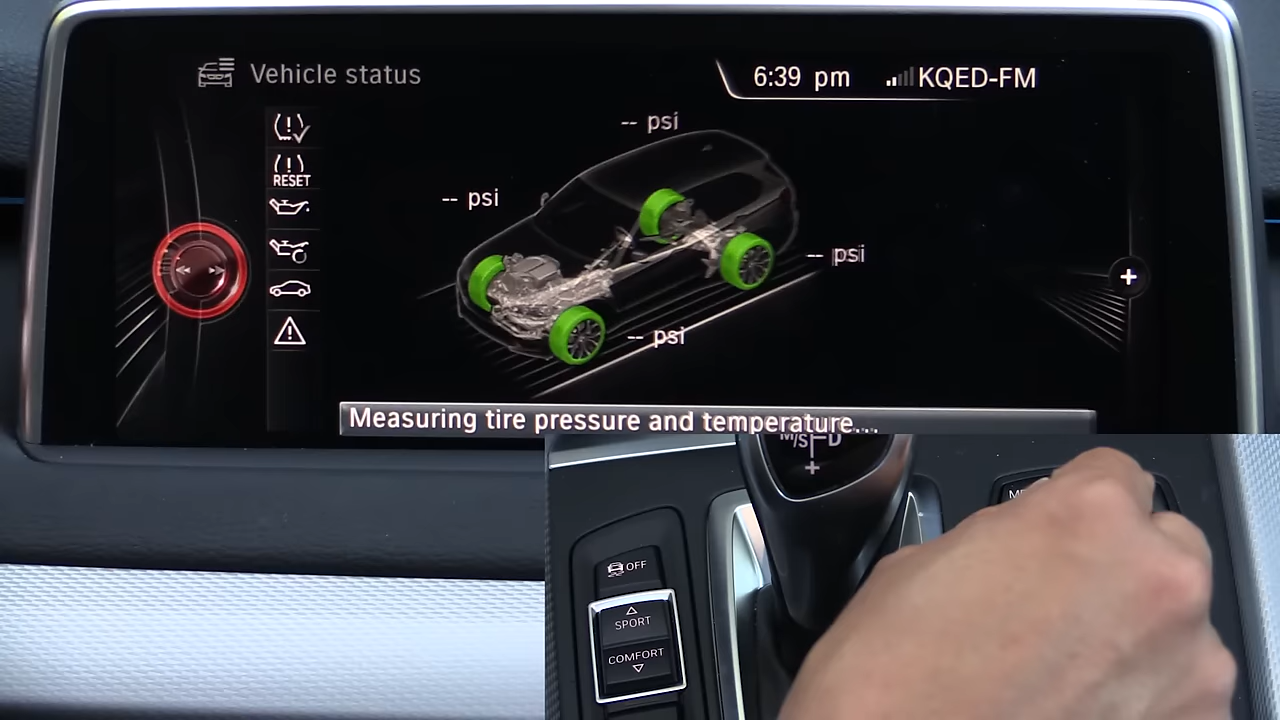 Vehicle status
6:39 pm
KQED-FM
-- psi
-- psi
RESET
-- psi
-- psi
Measuring tire pressure and temperature...
M/S
D
+
OFF
SPORT
COMFORT